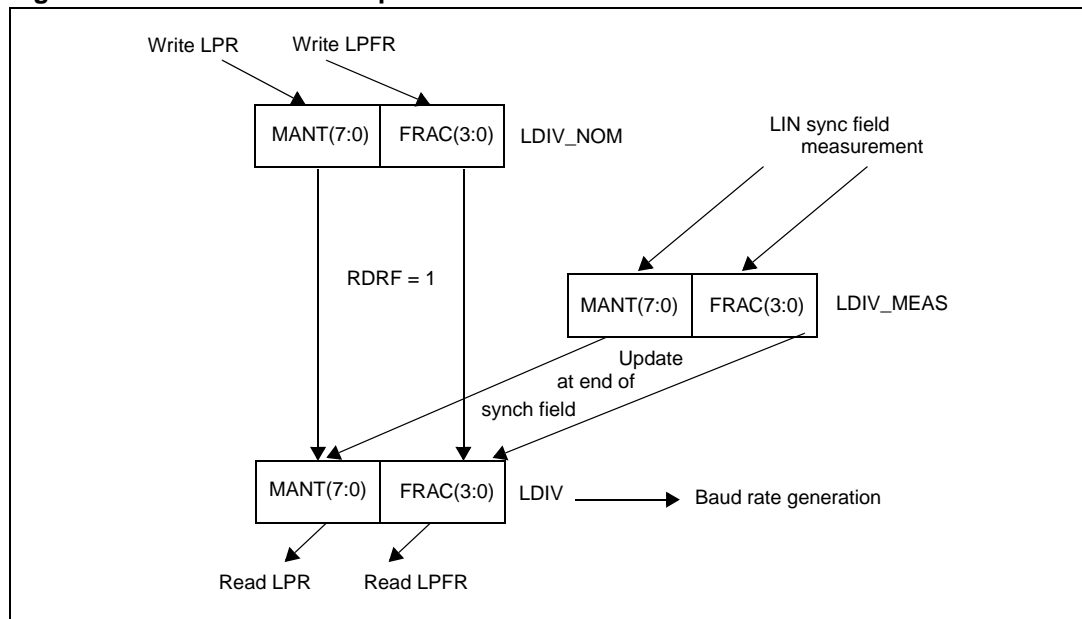 Write LPR
Write LPFR
MANT(7:0)
FRAC(3:0)
LDIV_NOM
LIN sync field
measurement
RDRF = 1
MANT(7:0)
FRAC(3:0)
LDIV_MEAS
Update
at end of
synch field
MANT(7:0)
FRAC(3:0)
LDIV
Baud rate generation
Read LPR
Read LPFR